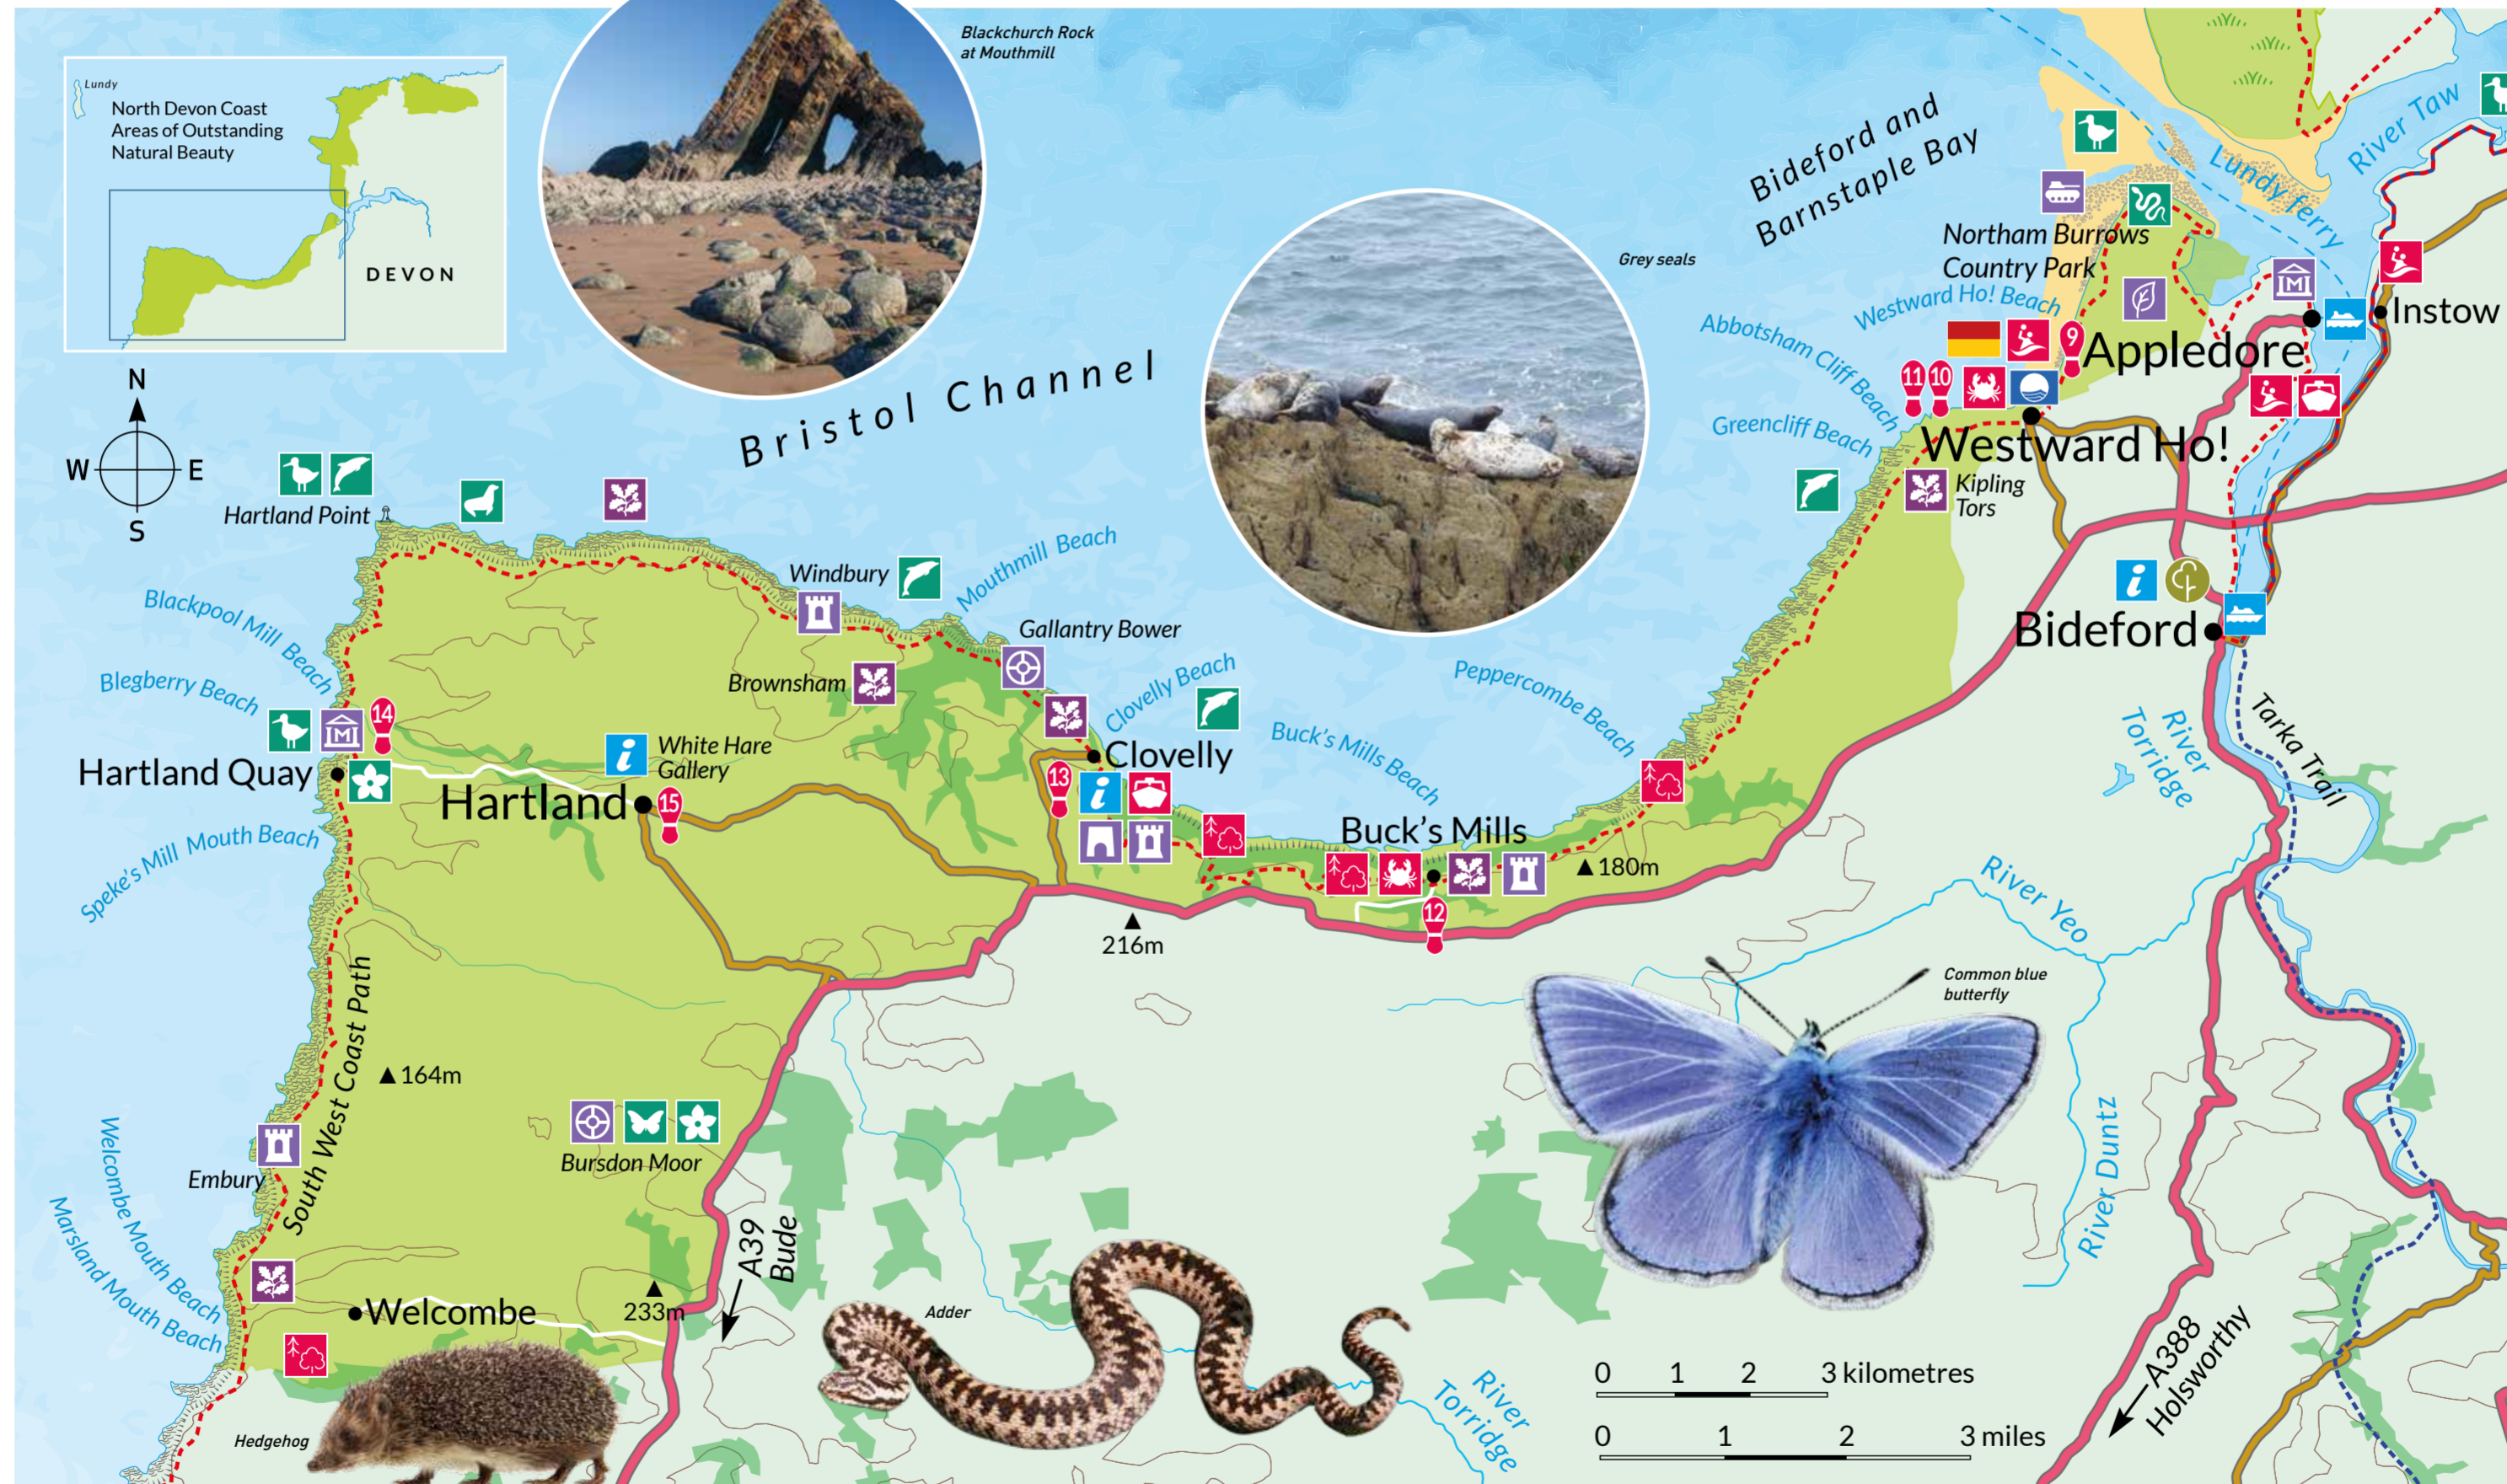 Blackchurch Rock
at Mouthmill
Lundy
North Devon Coast
Areas of Outstanding
Natural Beauty
DEVON
N
W
E
S
Bristol Channel
Grey seals
Bideford and
Barnstaple Bay
River Taw
Lundy ferry
Northam Burrows
Country Park
Westward Ho! Beach
Instow
Abbotsham Cliff Beach
9
Appledore
11
10
Greencliff Beach
Westward Ho!
Kipling
Tors
Hartland Point
Windbury
Mouthmill Beach
Gallantry Bower
i
Bideford
Blackpool Mill Beach
Blegberry Beach
Brownsham
Clovelly Beach
Peppercombe Beach
M
M
14
Hartland Quay
i
White Hare
Gallery
Hartland
15
Clovelly
13
i
Buck's Mills Beach
River
Torridge
Tarka Trail
Speke's Mill Mouth Beach
Buck's Mills
180m
12
216m
River Yeo
Common blue
butterfly
South West Coast Path
164m
Bursdon Moor
Embury
Welcombe Mouth Beach
Marsland Mouth Beach
A39
Bude
River Duntz
Welcombe
233m
Adder
Hedgehog
River
Torridge
0 1 2 3 kilometres
0 1 2 3 miles
A388
Holsworthy